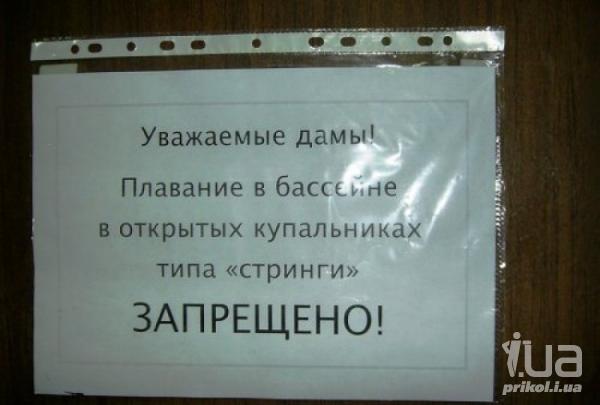 Уважаемые дамы!
Плавание в бассейне
в открытых купальниках
типа «стринги»
ЗАПРЕЩЕНО!
i.ua
prikol.i.ua